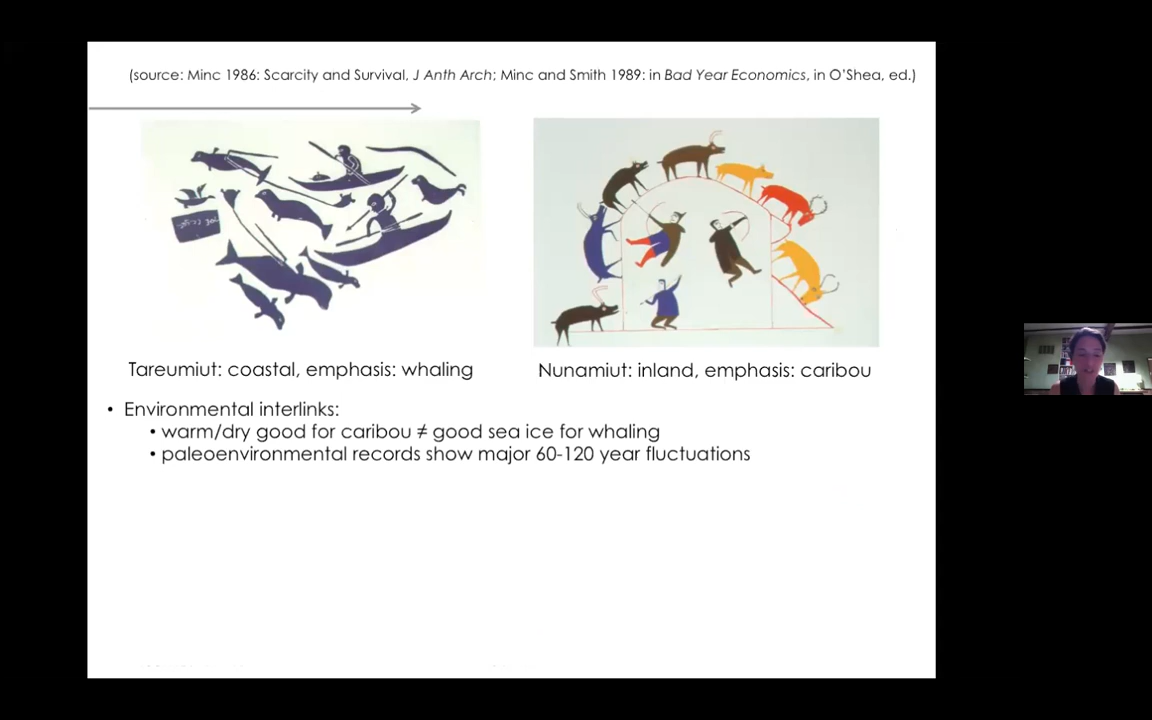 (source: Minc 1986: Scarcity and Survival, J Anth Arch; Minc and Smith 1989: in Bad Year Economics, in O'Shea, ed.)
Tareumiut: coastal, emphasis: whaling
Nunamiut: inland, emphasis: caribou
• Environmental interlinks:
• warm/dry good for caribou ≠ good sea ice for whaling
• paleoenvironmental records show major 60-120 year fluctuations